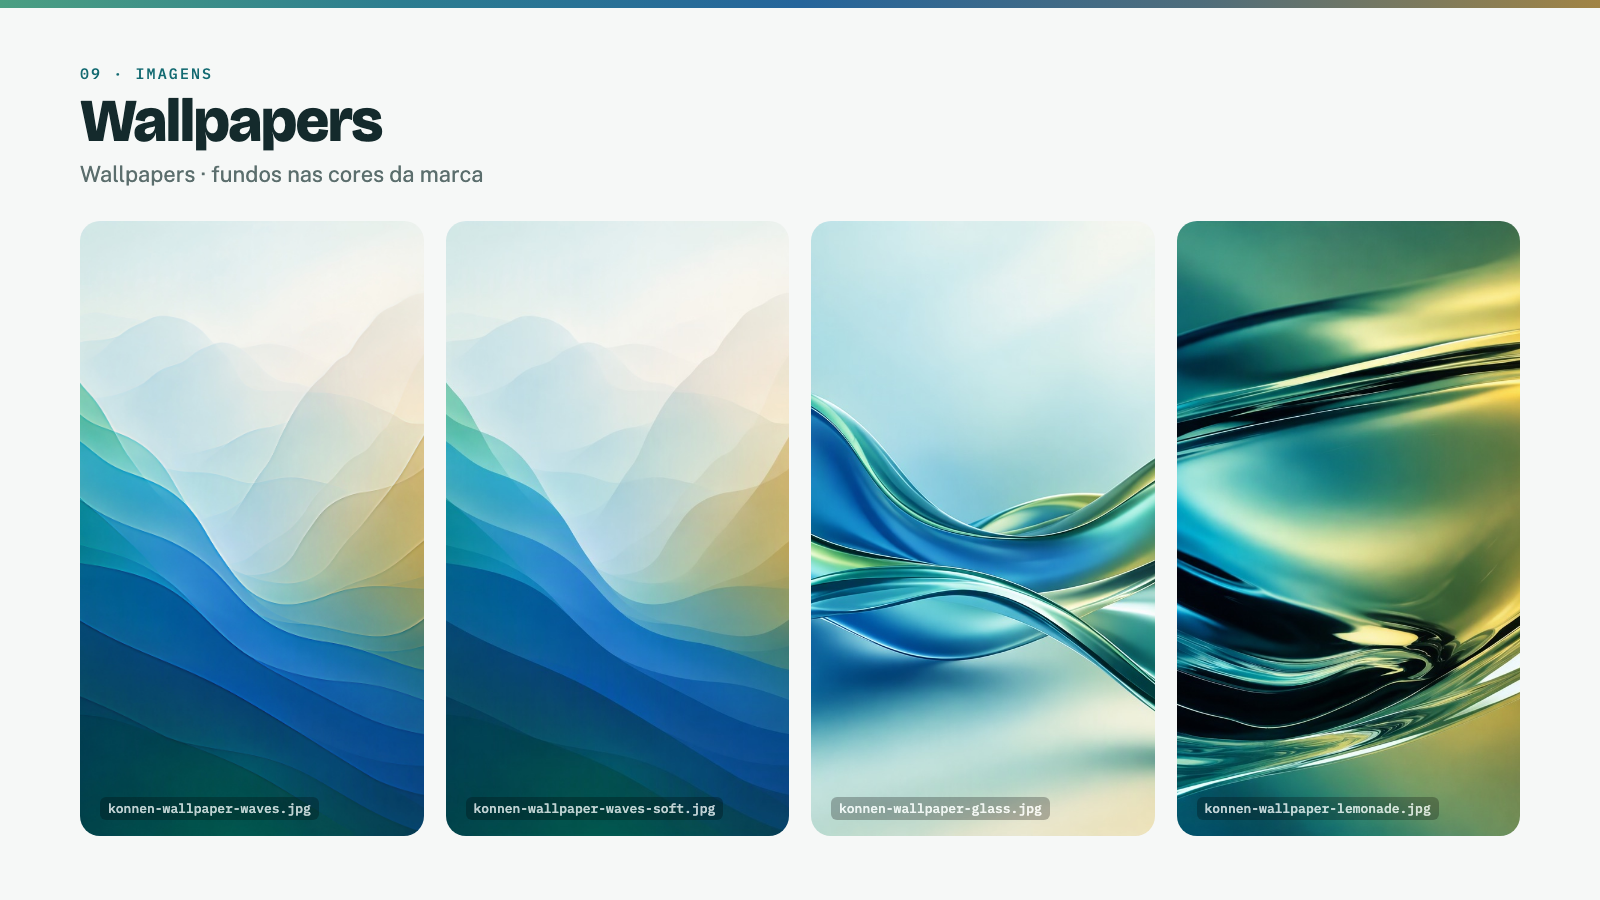 09 · IMAGENS
Wallpapers
Wallpapers · fundos nas cores da marca
konnen-wallpaper-waves.jpg
konnen-wallpaper-waves-soft.jpg
konnen-wallpaper-glass.jpg
konnen-wallpaper-lemonade.jpg